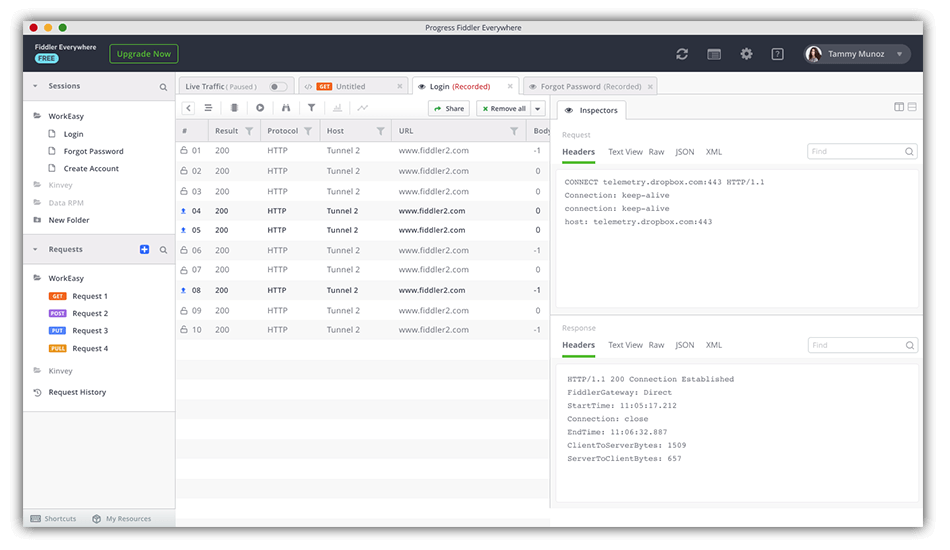 Progress Fiddler Everywhere
Fiddler Everywhere
FREE
Upgrade Now
Tammy Munoz
Sessions
WorkEasy
Login
Forgot Password
Create Account
Kinvey
Data RPM
New Folder
Requests
WorkEasy
GET Request 1
POST Request 2
PUT Request 3
PULL Request 4
Kinvey
Request History
Shortcuts My Resources
Live Traffic ( Paused ) GET Untitled Login (Recorded) Forgot Password (Recorded)
Share Remove all
# Result Protocol Host URL Body
01 200 HTTP Tunnel 2 www.fiddler2.com -1
02 200 HTTP Tunnel 2 www.fiddler2.com 0
03 200 HTTP Tunnel 2 www.fiddler2.com 0
04 200 HTTP Tunnel 2 www.fiddler2.com 0
05 200 HTTP Tunnel 2 www.fiddler2.com 0
06 200 HTTP Tunnel 2 www.fiddler2.com -1
07 200 HTTP Tunnel 2 www.fiddler2.com 0
08 200 HTTP Tunnel 2 www.fiddler2.com -1
09 200 HTTP Tunnel 2 www.fiddler2.com 0
10 200 HTTP Tunnel 2 www.fiddler2.com -1
Inspectors
Request
Headers Text View Raw JSON XML Find
CONNECT telemetry.dropbox.com:443 HTTP/1.1
Connection: keep-alive
connection: keep-alive
host: telemetry.dropbox.com:443
Response
Headers Text View Raw JSON XML Find
HTTP/1.1 200 Connection Established
FiddlerGateway: Direct
StartTime: 11:05:17.212
Connection: close
EndTime: 11:06:32.887
ClientToServerBytes: 1509
ServerToClientBytes: 657